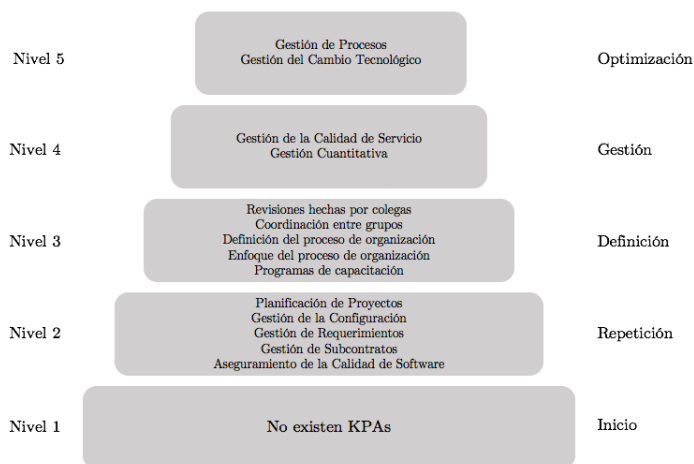 Nivel 5
Gestión de Procesos
Gestión del Cambio Tecnológico
Optimización
Nivel 4
Gestión de la Calidad de Servicio
Gestión Cuantitativa
Gestión
Nivel 3
Revisiones hechas por colegas
Coordinación entre grupos
Definición del proceso de organización
Enfoque del proceso de organización
Programas de capacitación
Definición
Nivel 2
Planificación de Proyectos
Gestión de la Configuración
Gestión de Requerimientos
Gestión de Subcontratos
Aseguramiento de la Calidad de Software
Repetición
Nivel 1
No existen KPAs
Inicio